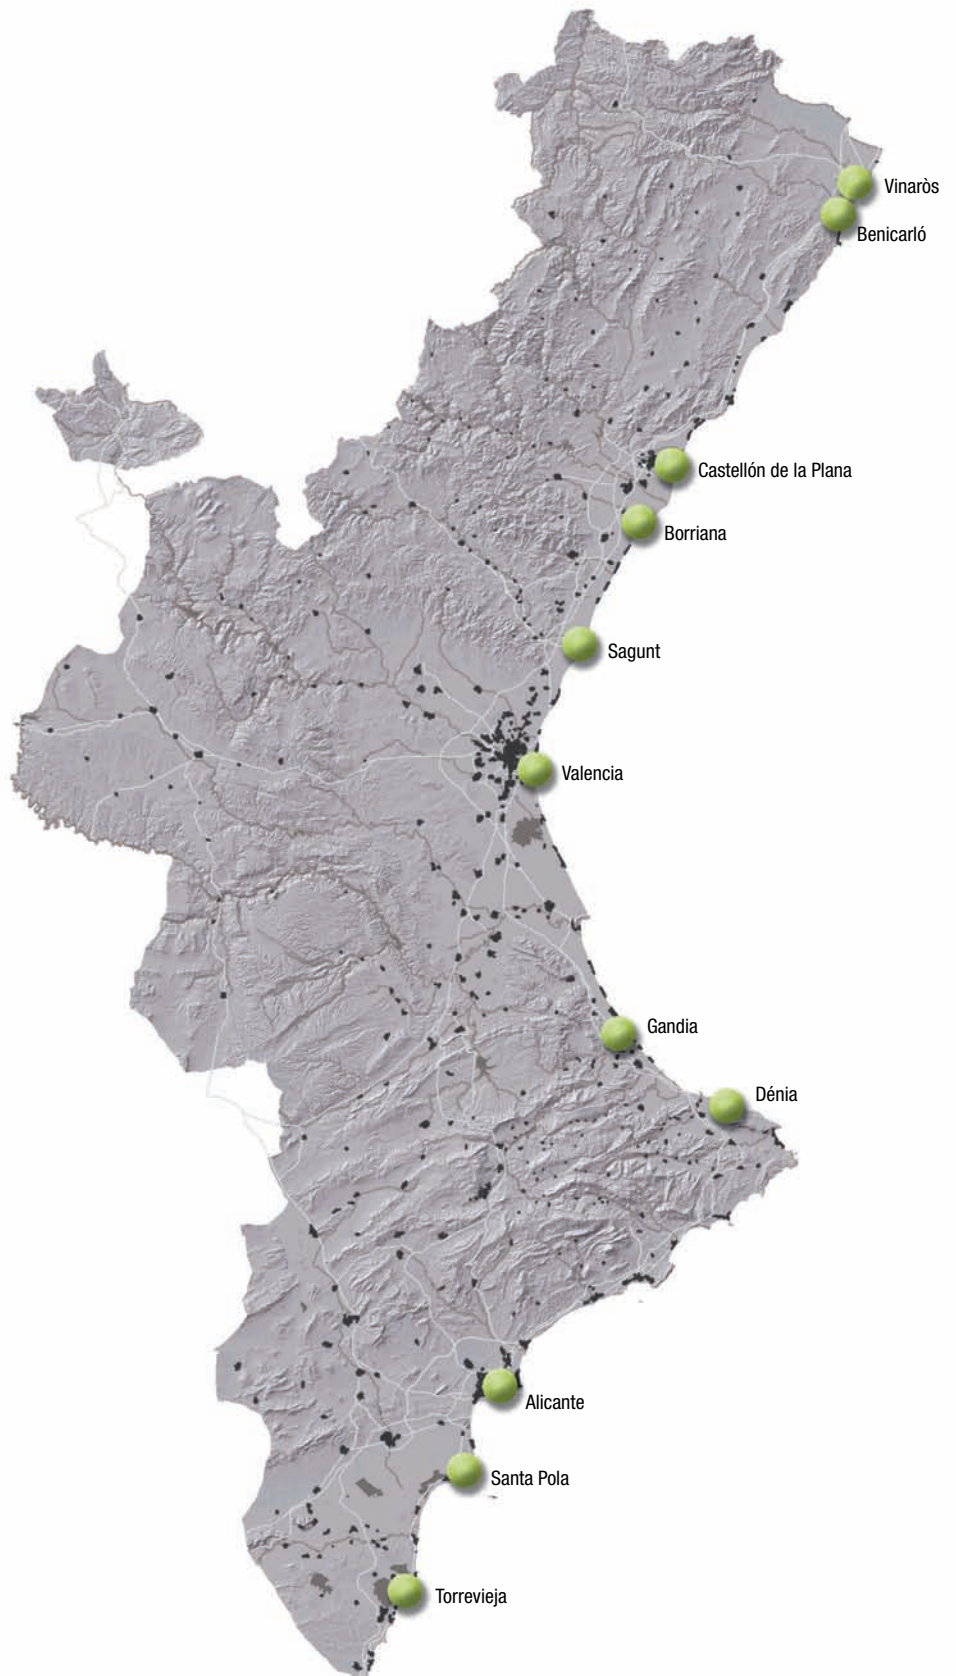 Vinaròs
Benicarló
Castellón de la Plana
Borriana
Sagunt
Valencia
Gandia
Dénia
Alicante
Santa Pola
Torrevieja